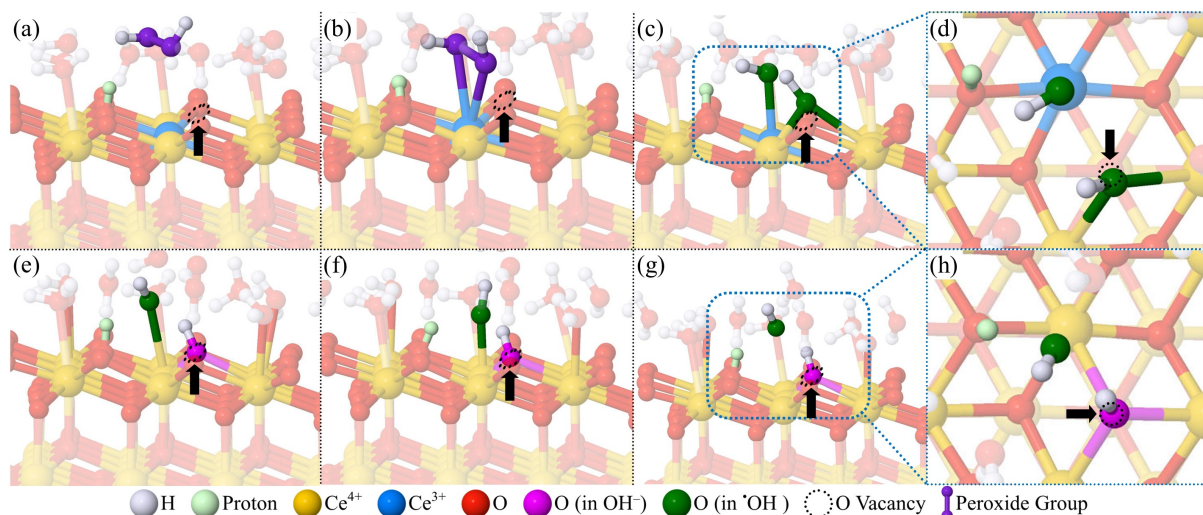 (a)
(b)
(c)
(d)
(e)
(f)
(g)
(h)
H
Proton
Ce⁴⁺
Ce³⁺
O
O (in OH⁻)
O (in •OH )
O Vacancy
Peroxide Group